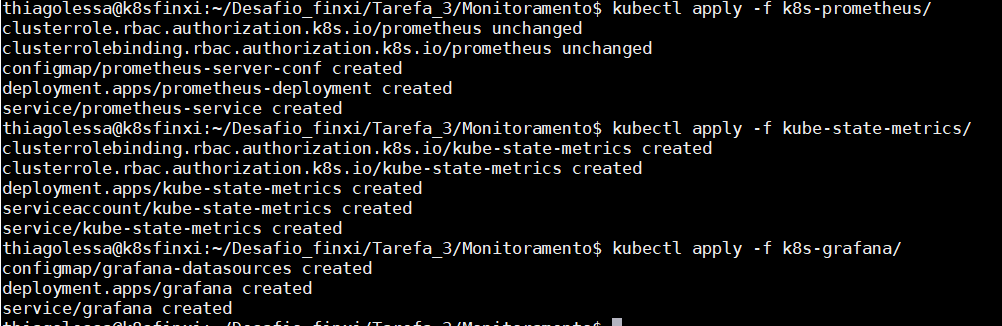 thiagolessa@k8sfinxi:~/Desafio_finxi/Tarefa_3/Monitoramento$ kubectl apply -f k8s-prometheus/
clusterrole.rbac.authorization.k8s.io/prometheus unchanged
clusterrolebinding.rbac.authorization.k8s.io/prometheus unchanged
configmap/prometheus-server-conf created
deployment.apps/prometheus-deployment created
service/prometheus-service created
thiagolessa@k8sfinxi:~/Desafio_finxi/Tarefa_3/Monitoramento$ kubectl apply -f kube-state-metrics/
clusterrolebinding.rbac.authorization.k8s.io/kube-state-metrics created
clusterrole.rbac.authorization.k8s.io/kube-state-metrics created
deployment.apps/kube-state-metrics created
serviceaccount/kube-state-metrics created
service/kube-state-metrics created
thiagolessa@k8sfinxi:~/Desafio_finxi/Tarefa_3/Monitoramento$ kubectl apply -f k8s-grafana/
configmap/grafana-datasources created
deployment.apps/grafana created
service/grafana created
thiagolessa@k8sfinxi:~/Desafio_finxi/Tarefa_3/Monitoramento$